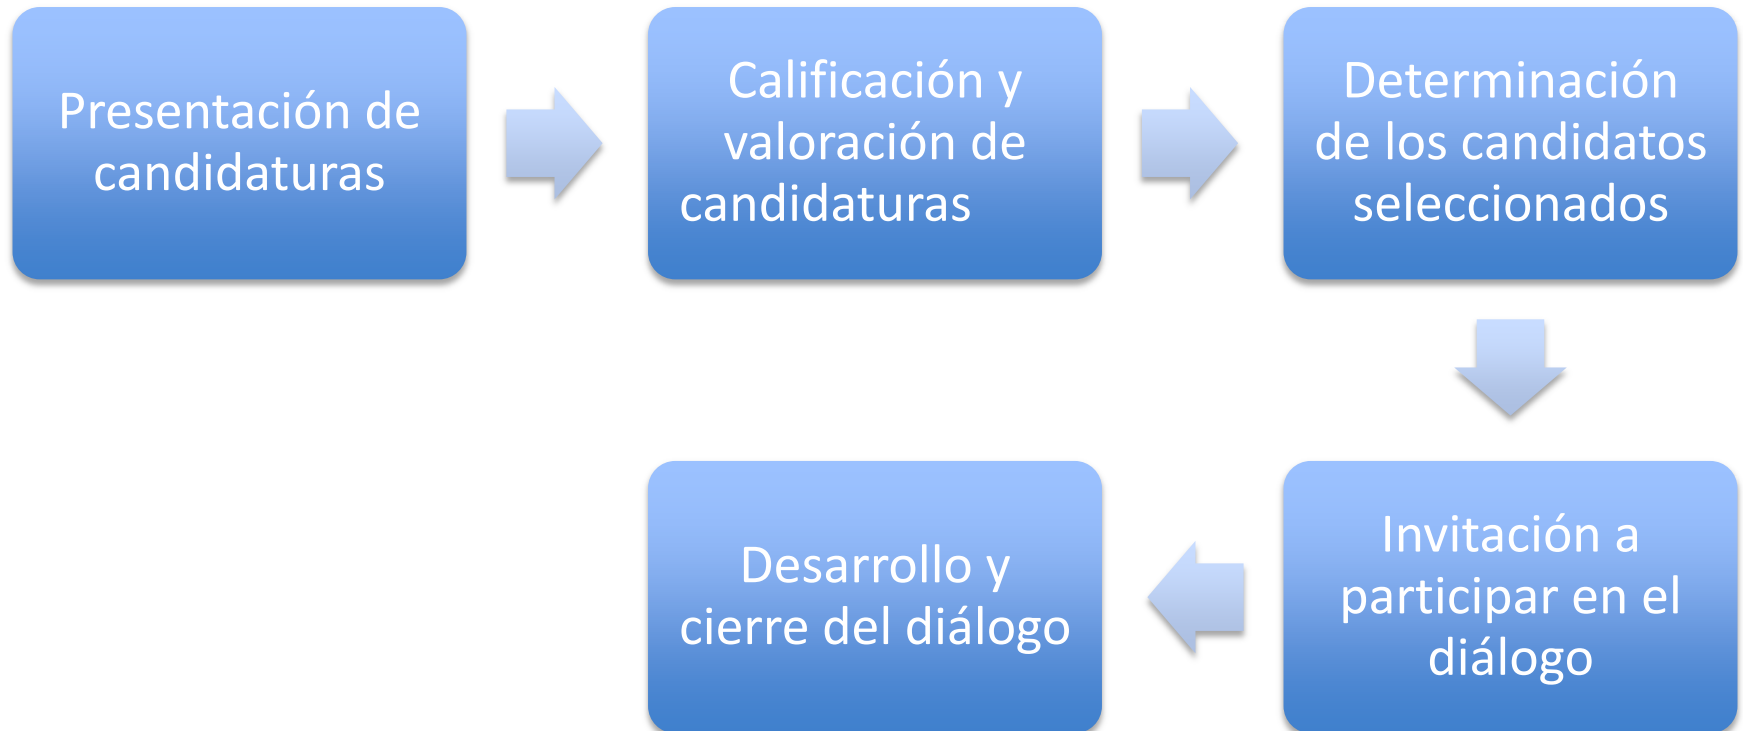 Presentación de
candidaturas
Calificación y
valoración de
candidaturas
Determinación
de los candidatos
seleccionados
Invitación a
participar en el
diálogo
Desarrollo y
cierre del diálogo